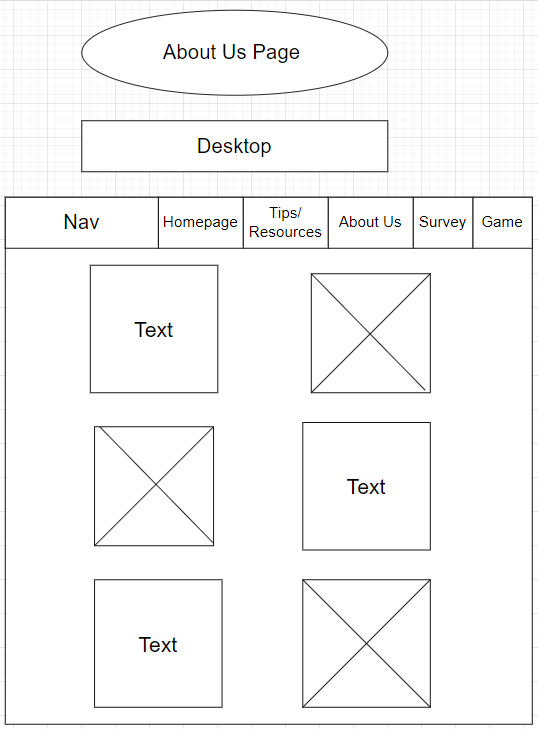 About Us Page
Desktop
Nav
Homepage
Tips/
Resources
About Us
Survey
Game
Text
Text
Text